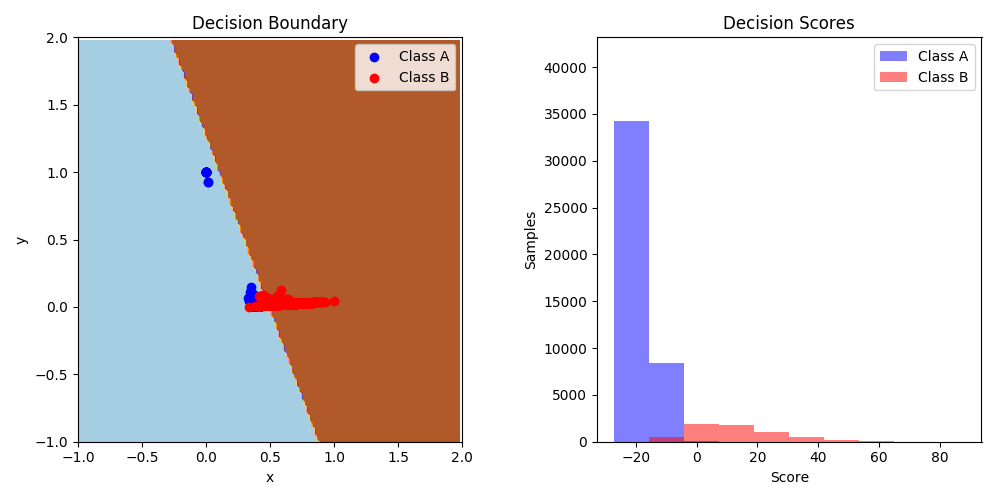 Decision Boundary
Class A
Class B
2.0
1.5
1.0
0.5
0.0
−0.5
−1.0
y
−1.0 −0.5 0.0 0.5 1.0 1.5 2.0
x
Decision Scores
Class A
Class B
40000
35000
30000
25000
20000
15000
10000
5000
0
Samples
−20 0 20 40 60 80
Score